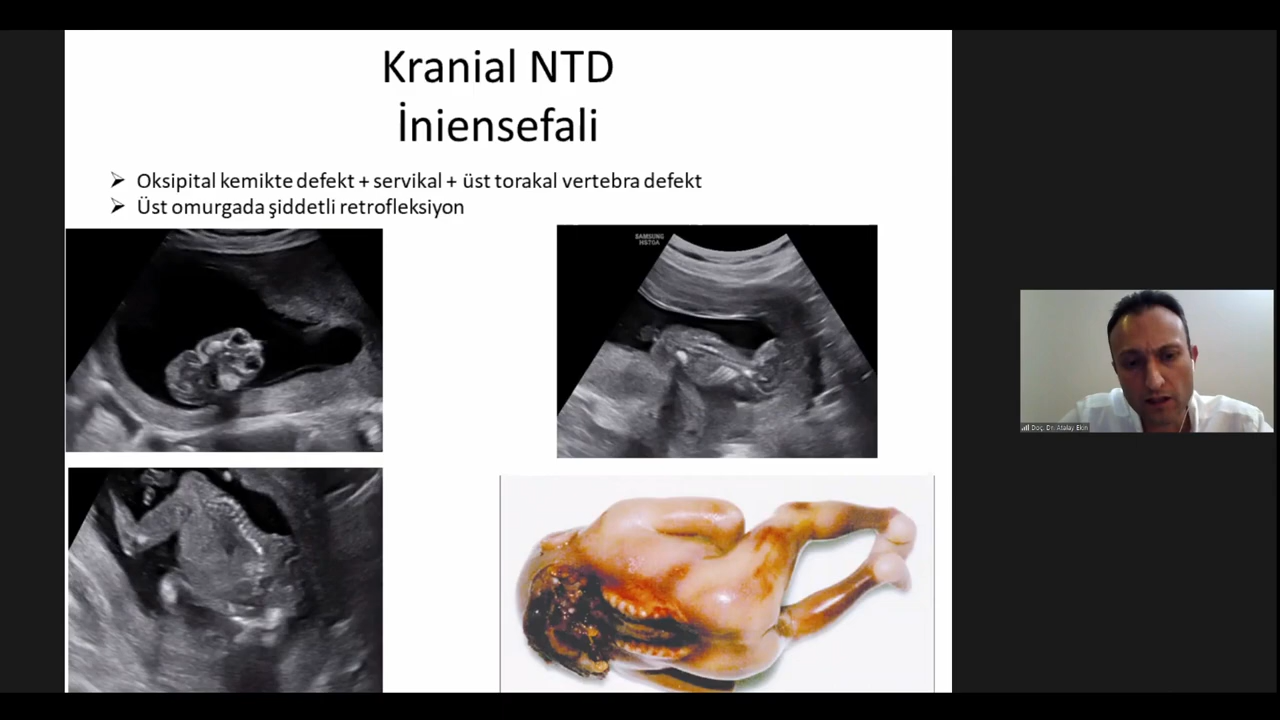 Kranial NTD
İniensefali
➢ Oksipital kemikte defekt + servikal + üst torakal vertebra defekt
➢ Üst omurgada şiddetli retrofleksiyon
SAMSUNG
HS70A
Doç. Dr. Atalay Ekin